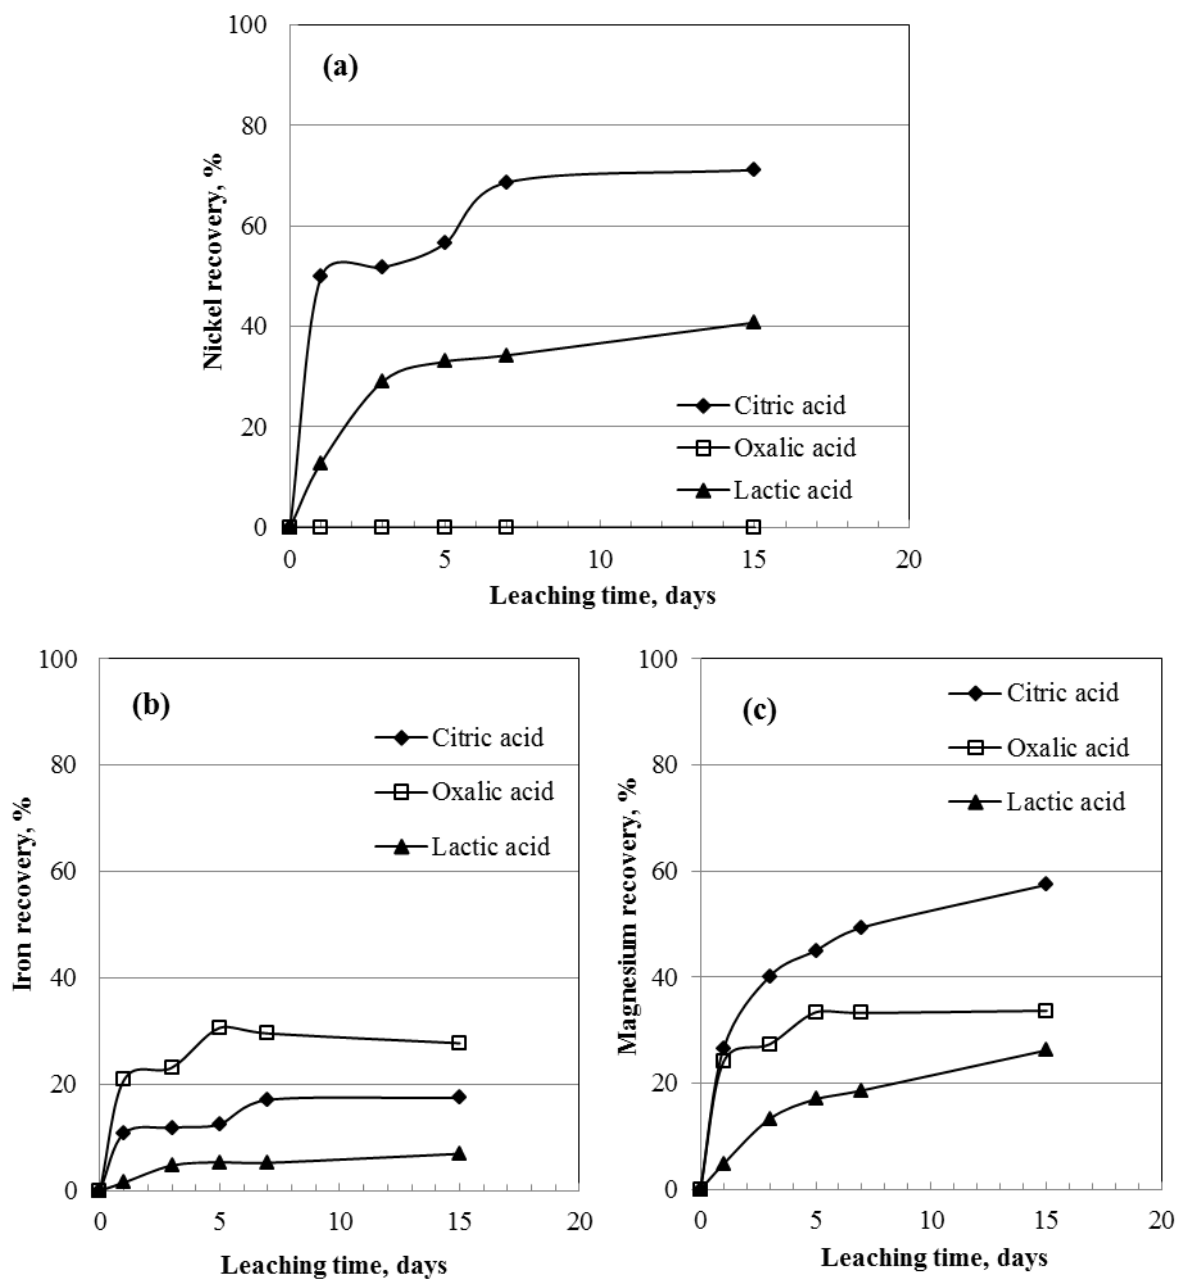 (a)
Nickel recovery, %
100
80
60
40
20
0
Citric acid
Oxalic acid
Lactic acid
0 5 10 15 20
Leaching time, days
(b)
Iron recovery, %
100
80
60
40
20
0
Citric acid
Oxalic acid
Lactic acid
0 5 10 15 20
Leaching time, days
(c)
Magnesium recovery, %
100
80
60
40
20
0
Citric acid
Oxalic acid
Lactic acid
0 5 10 15 20
Leaching time, days